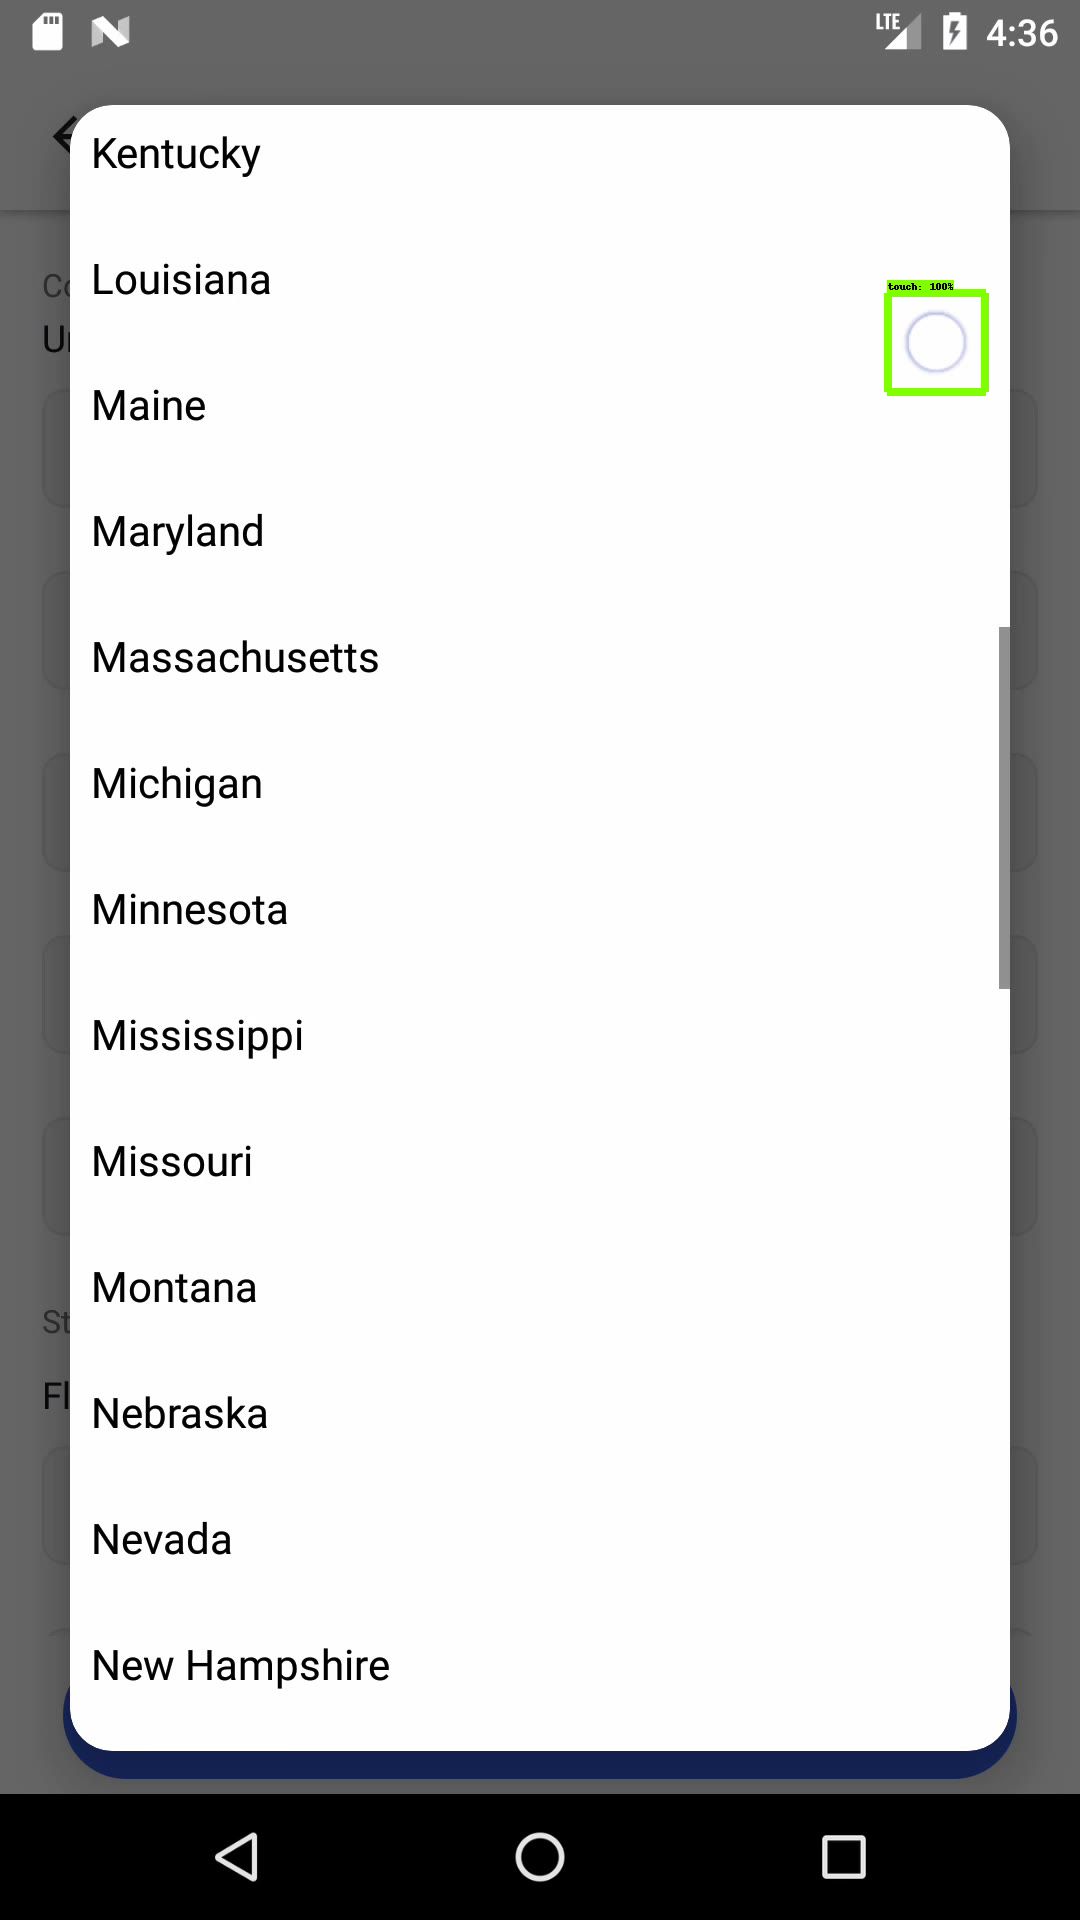 LTE 4:36
Kentucky
Louisiana
touch: 100%
Maine
Maryland
Massachusetts
Michigan
Minnesota
Mississippi
Missouri
Montana
Nebraska
Nevada
New Hampshire